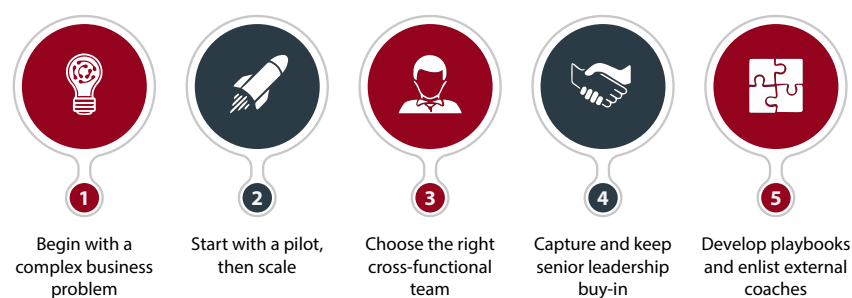 1
Begin with a
complex business
problem
2
Start with a pilot,
then scale
3
Choose the right
cross-functional
team
4
Capture and keep
senior leadership
buy-in
5
Develop playbooks
and enlist external
coaches